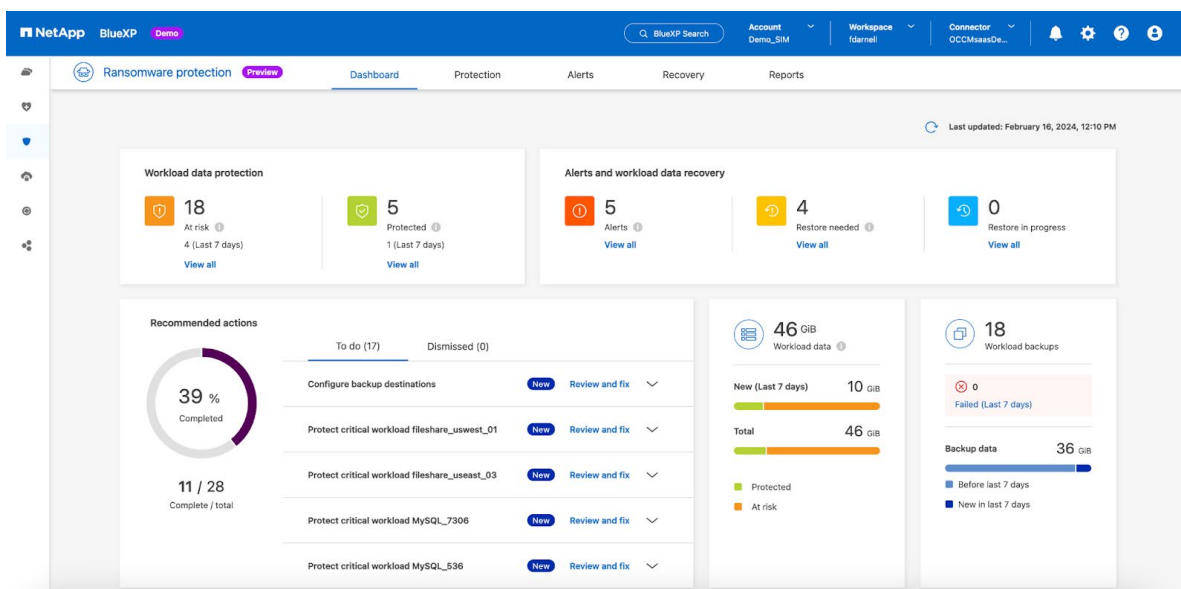 NetApp BlueXP Demo
BlueXP Search
Account
Demo_SIM
Workspace
fdarnell
Connector
OCCMsaasDe...
Ransomware protection Preview
Dashboard
Protection
Alerts
Recovery
Reports
Last updated: February 16, 2024, 12:10 PM
Workload data protection
18
At risk
4 (Last 7 days)
View all
5
Protected
1 (Last 7 days)
View all
Alerts and workload data recovery
5
Alerts
View all
4
Restore needed
View all
0
Restore in progress
View all
Recommended actions
39 %
Completed
11 / 28
Complete / total
To do (17)
Dismissed (0)
Configure backup destinations New Review and fix
Protect critical workload fileshare_uswest_01 New Review and fix
Protect critical workload fileshare_useast_03 New Review and fix
Protect critical workload MySQL_7306 New Review and fix
Protect critical workload MySQL_536 New Review and fix
46 GiB
Workload data
New (Last 7 days) 10 GiB
Total 46 GiB
Protected
At risk
18
Workload backups
0
Failed (Last 7 days)
Backup data 36 GiB
Before last 7 days
New in last 7 days